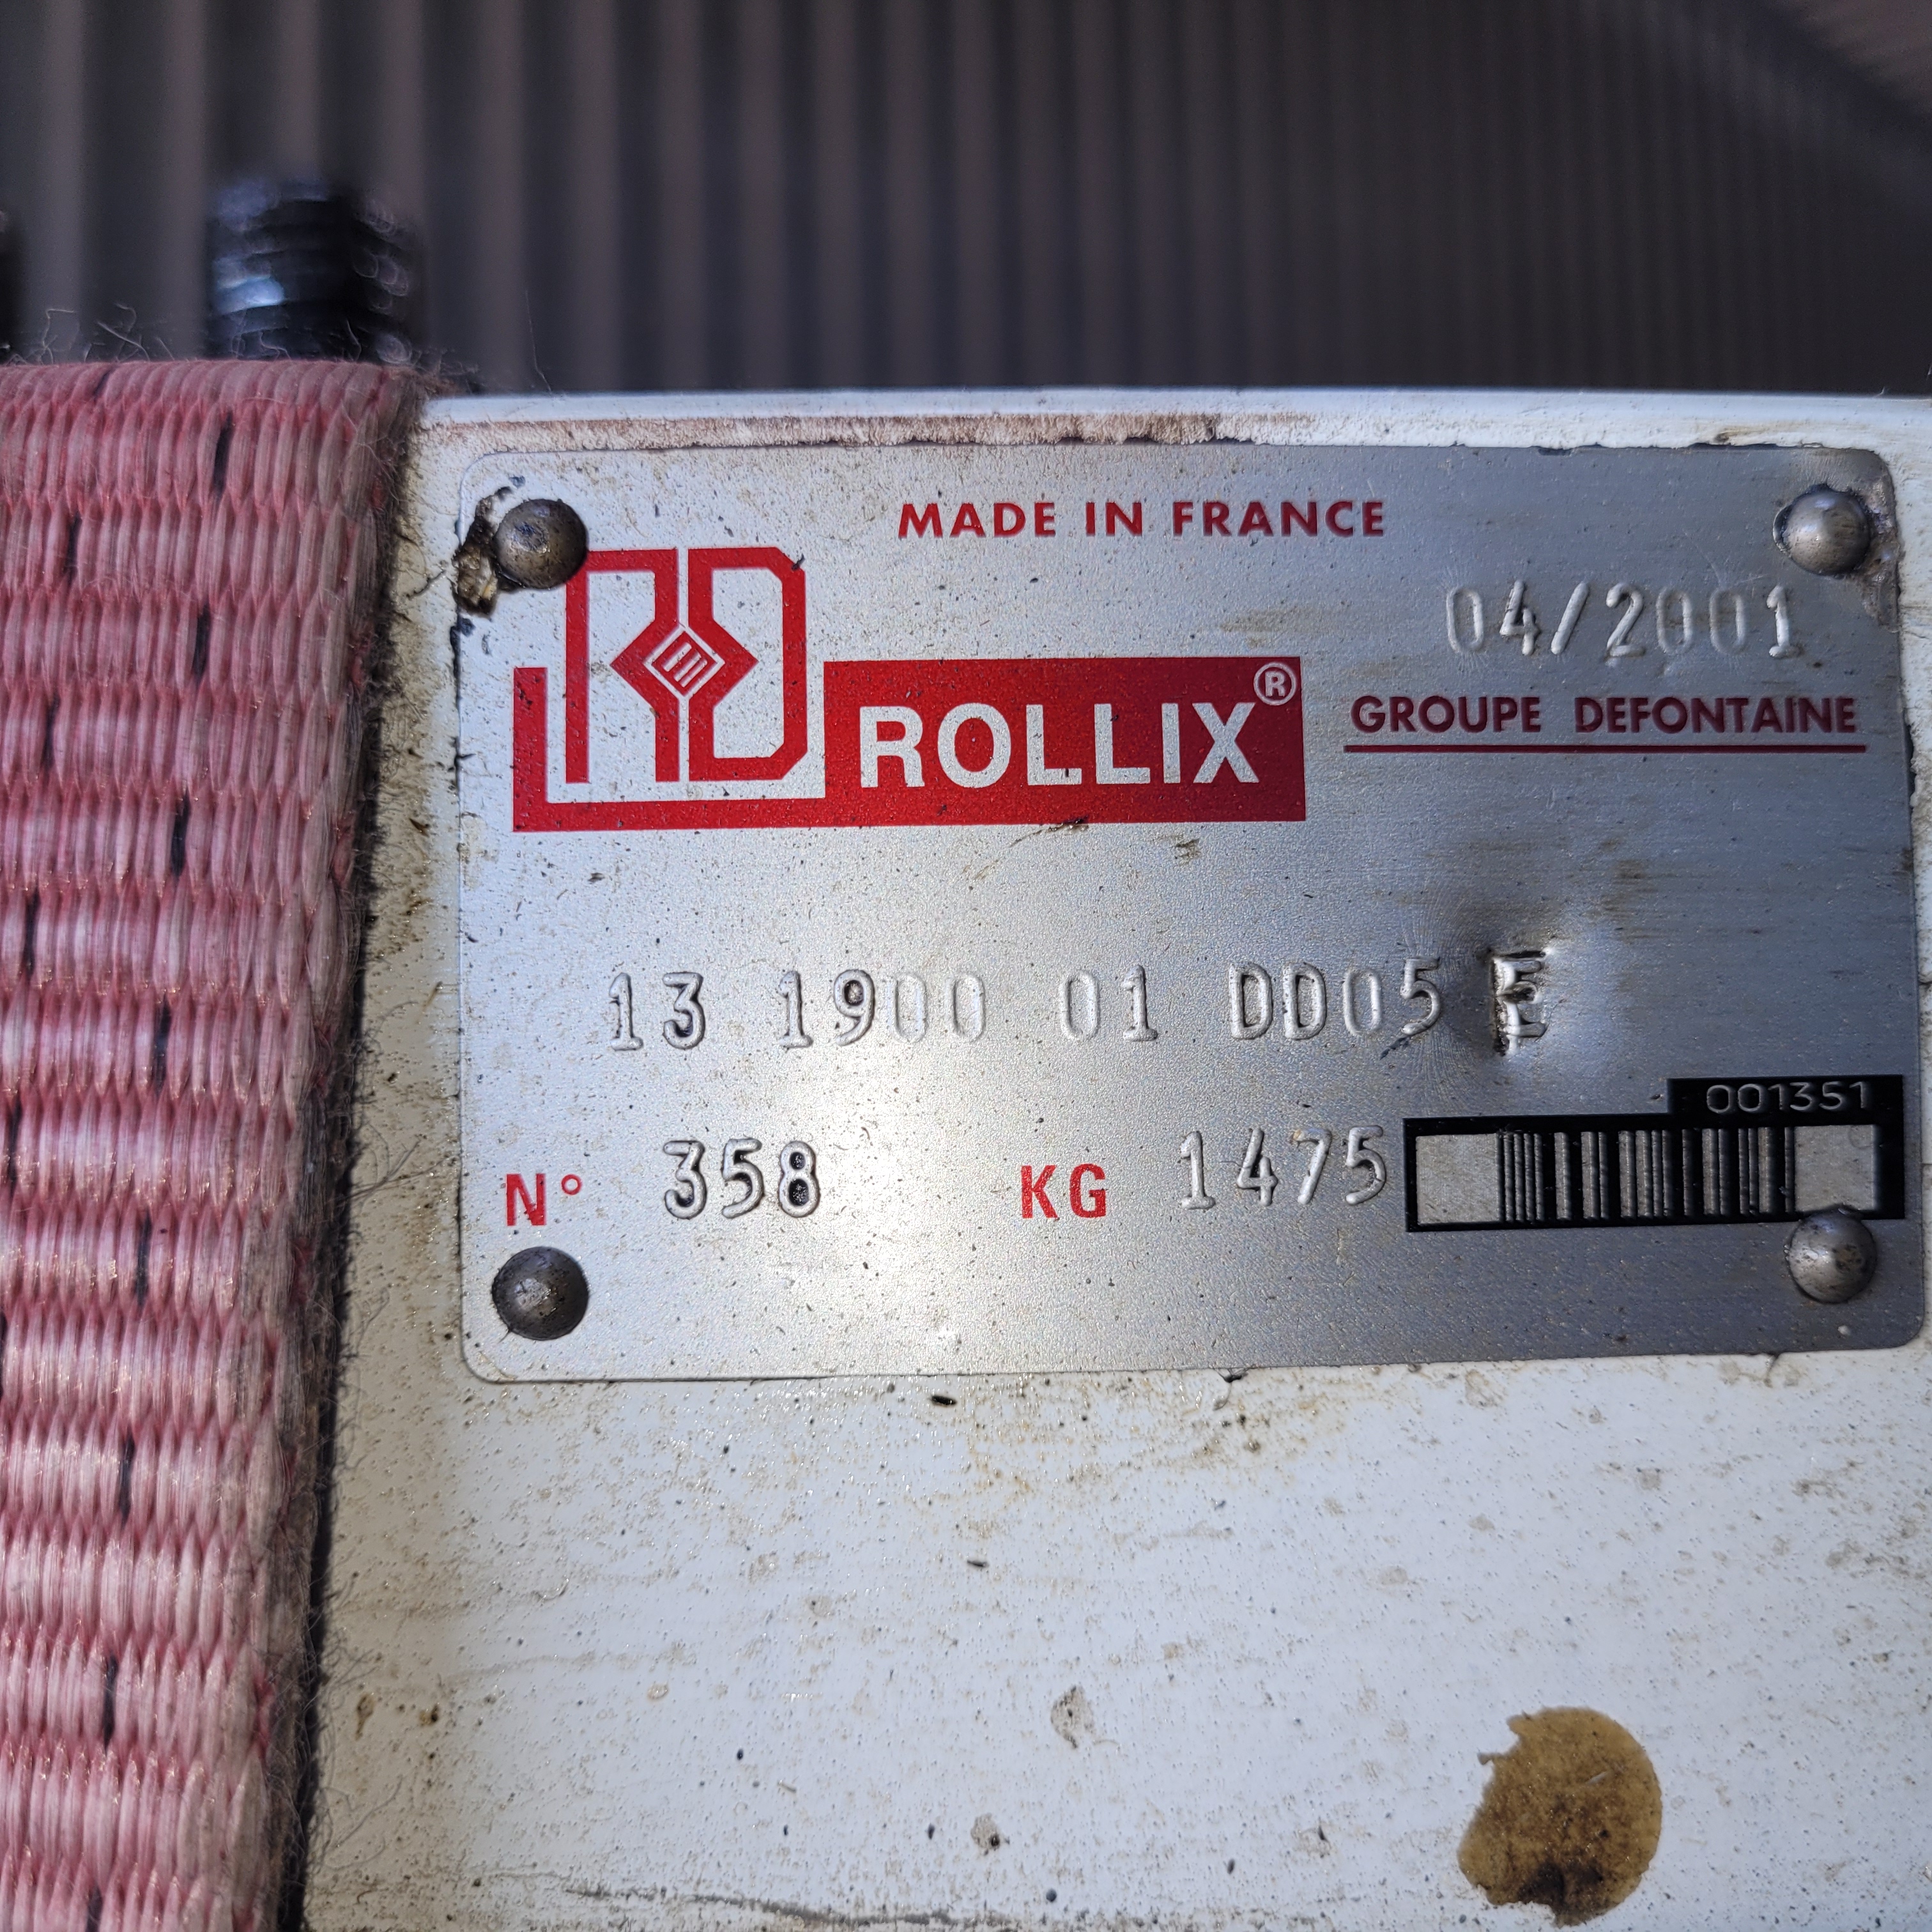 MADE IN FRANCE
04/2001
ROLLIX®
GROUPE DEFONTAINE
13 1900 01 DD05 E
001351
N° 358 KG 1475